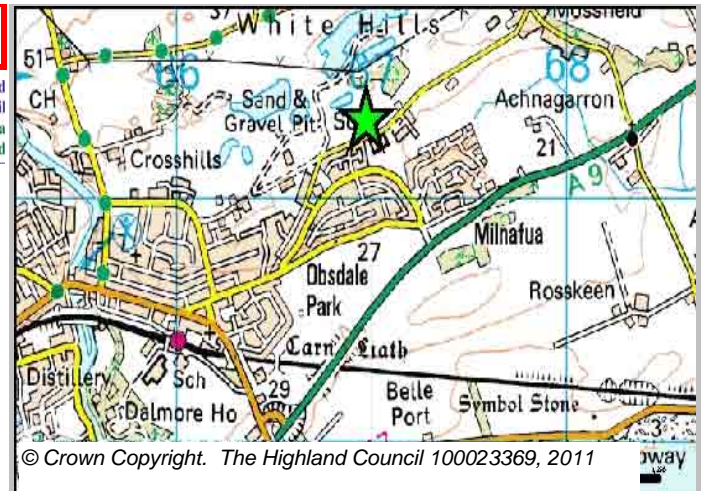 White Hills
Mossfield
51
66
67
68
CH
Sand &
Gravel Pit
Sch
Achnagarron
21
Crosshills
A 9
27
Milnafua
Obsdale
Park
Rosskeen
Carn Liath
Distillery
Sch
29
Belle
Port
Symbol Stone
Dalmore Ho
3
© Crown Copyright. The Highland Council 100023369, 2011